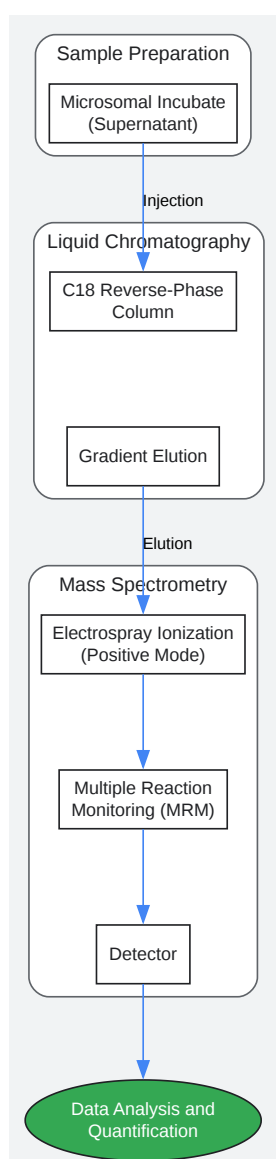 Sample Preparation
Microsomal Incubate
(Supernatant)
Injection
Liquid Chromatography
C18 Reverse-Phase
Column
Gradient Elution
Elution
Mass Spectrometry
Electrospray Ionization
(Positive Mode)
Multiple Reaction
Monitoring (MRM)
Detector
Data Analysis and
Quantification